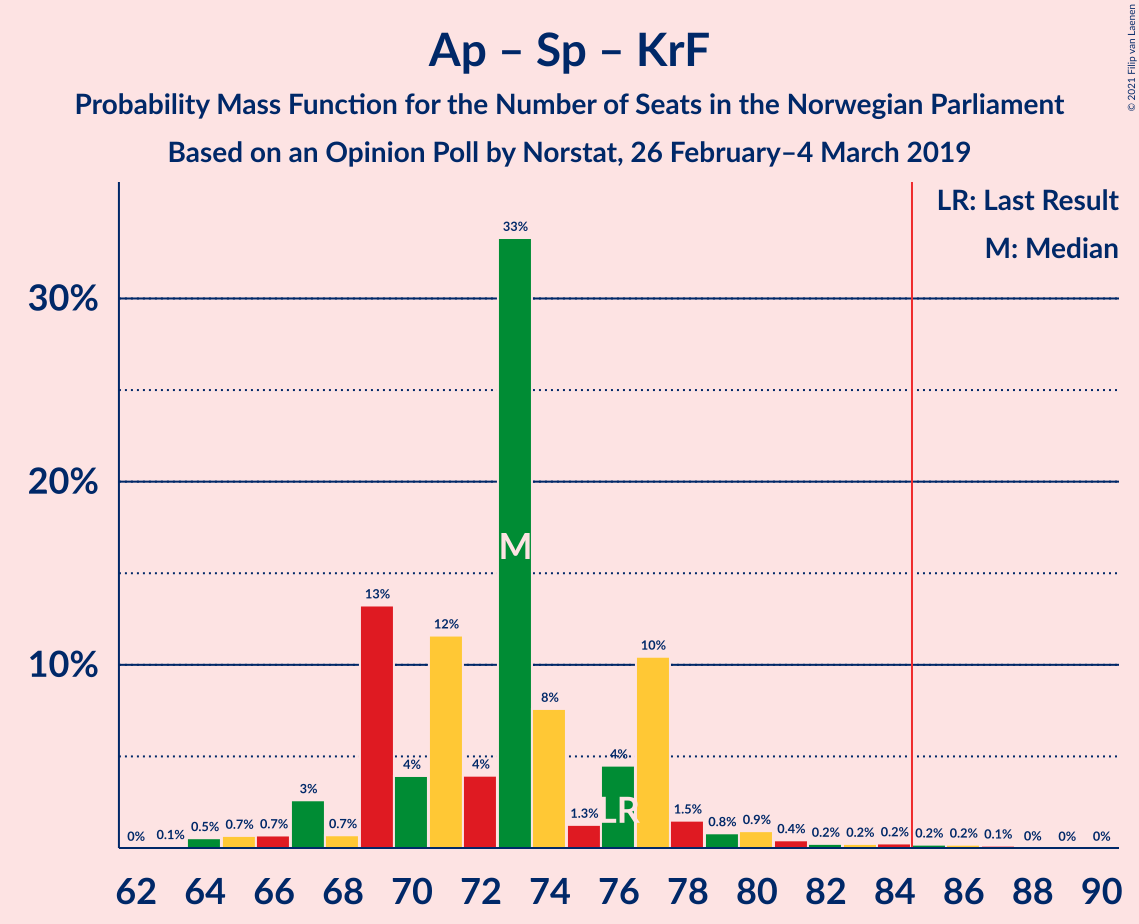 Ap – Sp – KrF
Probability Mass Function for the Number of Seats in the Norwegian Parliament
Based on an Opinion Poll by Norstat, 26 February–4 March 2019
© 2021 Filip van Laenen
LR: Last Result
M: Median
30%
20%
10%
0% 0.1% 0.5% 0.7% 0.7% 3% 0.7% 13% 4% 12% 4% 33% 8% 1.3% 4% 10% 1.5% 0.8% 0.9% 0.4% 0.2% 0.2% 0.2% 0.2% 0.2% 0.1% 0% 0% 0%
M
LR
62 64 66 68 70 72 74 76 78 80 82 84 86 88 90